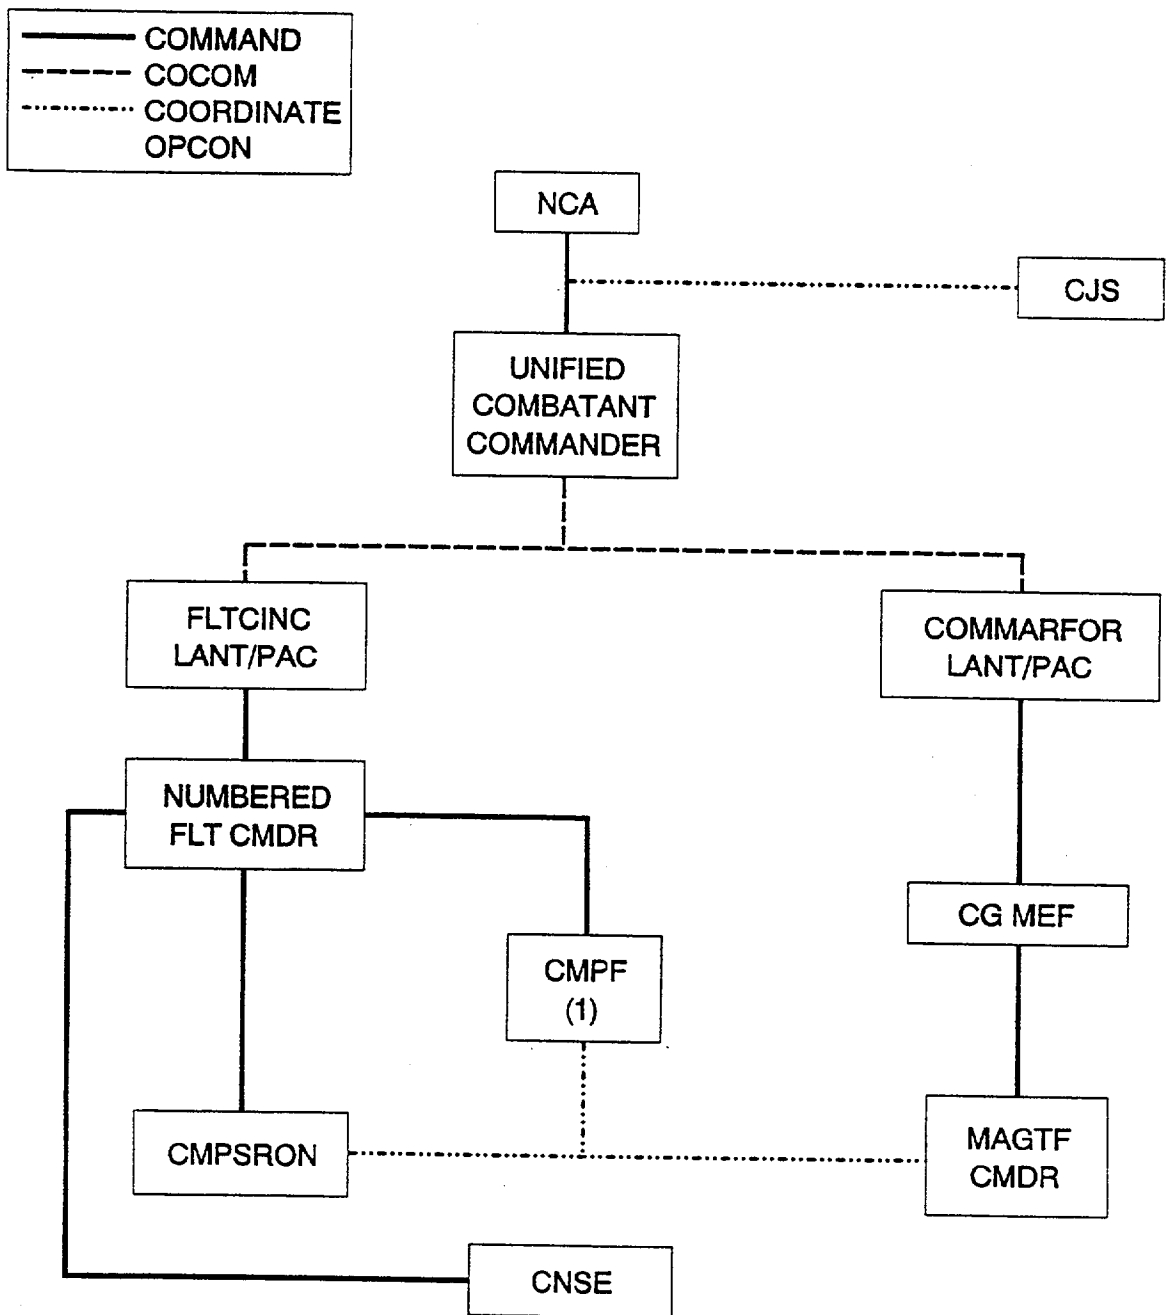 COMMAND
COCOM
COORDINATE
OPCON
NCA
CJS
UNIFIED
COMBATANT
COMMANDER
FLTCINC
LANT/PAC
COMMARFOR
LANT/PAC
NUMBERED
FLT CMDR
CG MEF
CMPF
(1)
CMPSRON
MAGTF
CMDR
CNSE